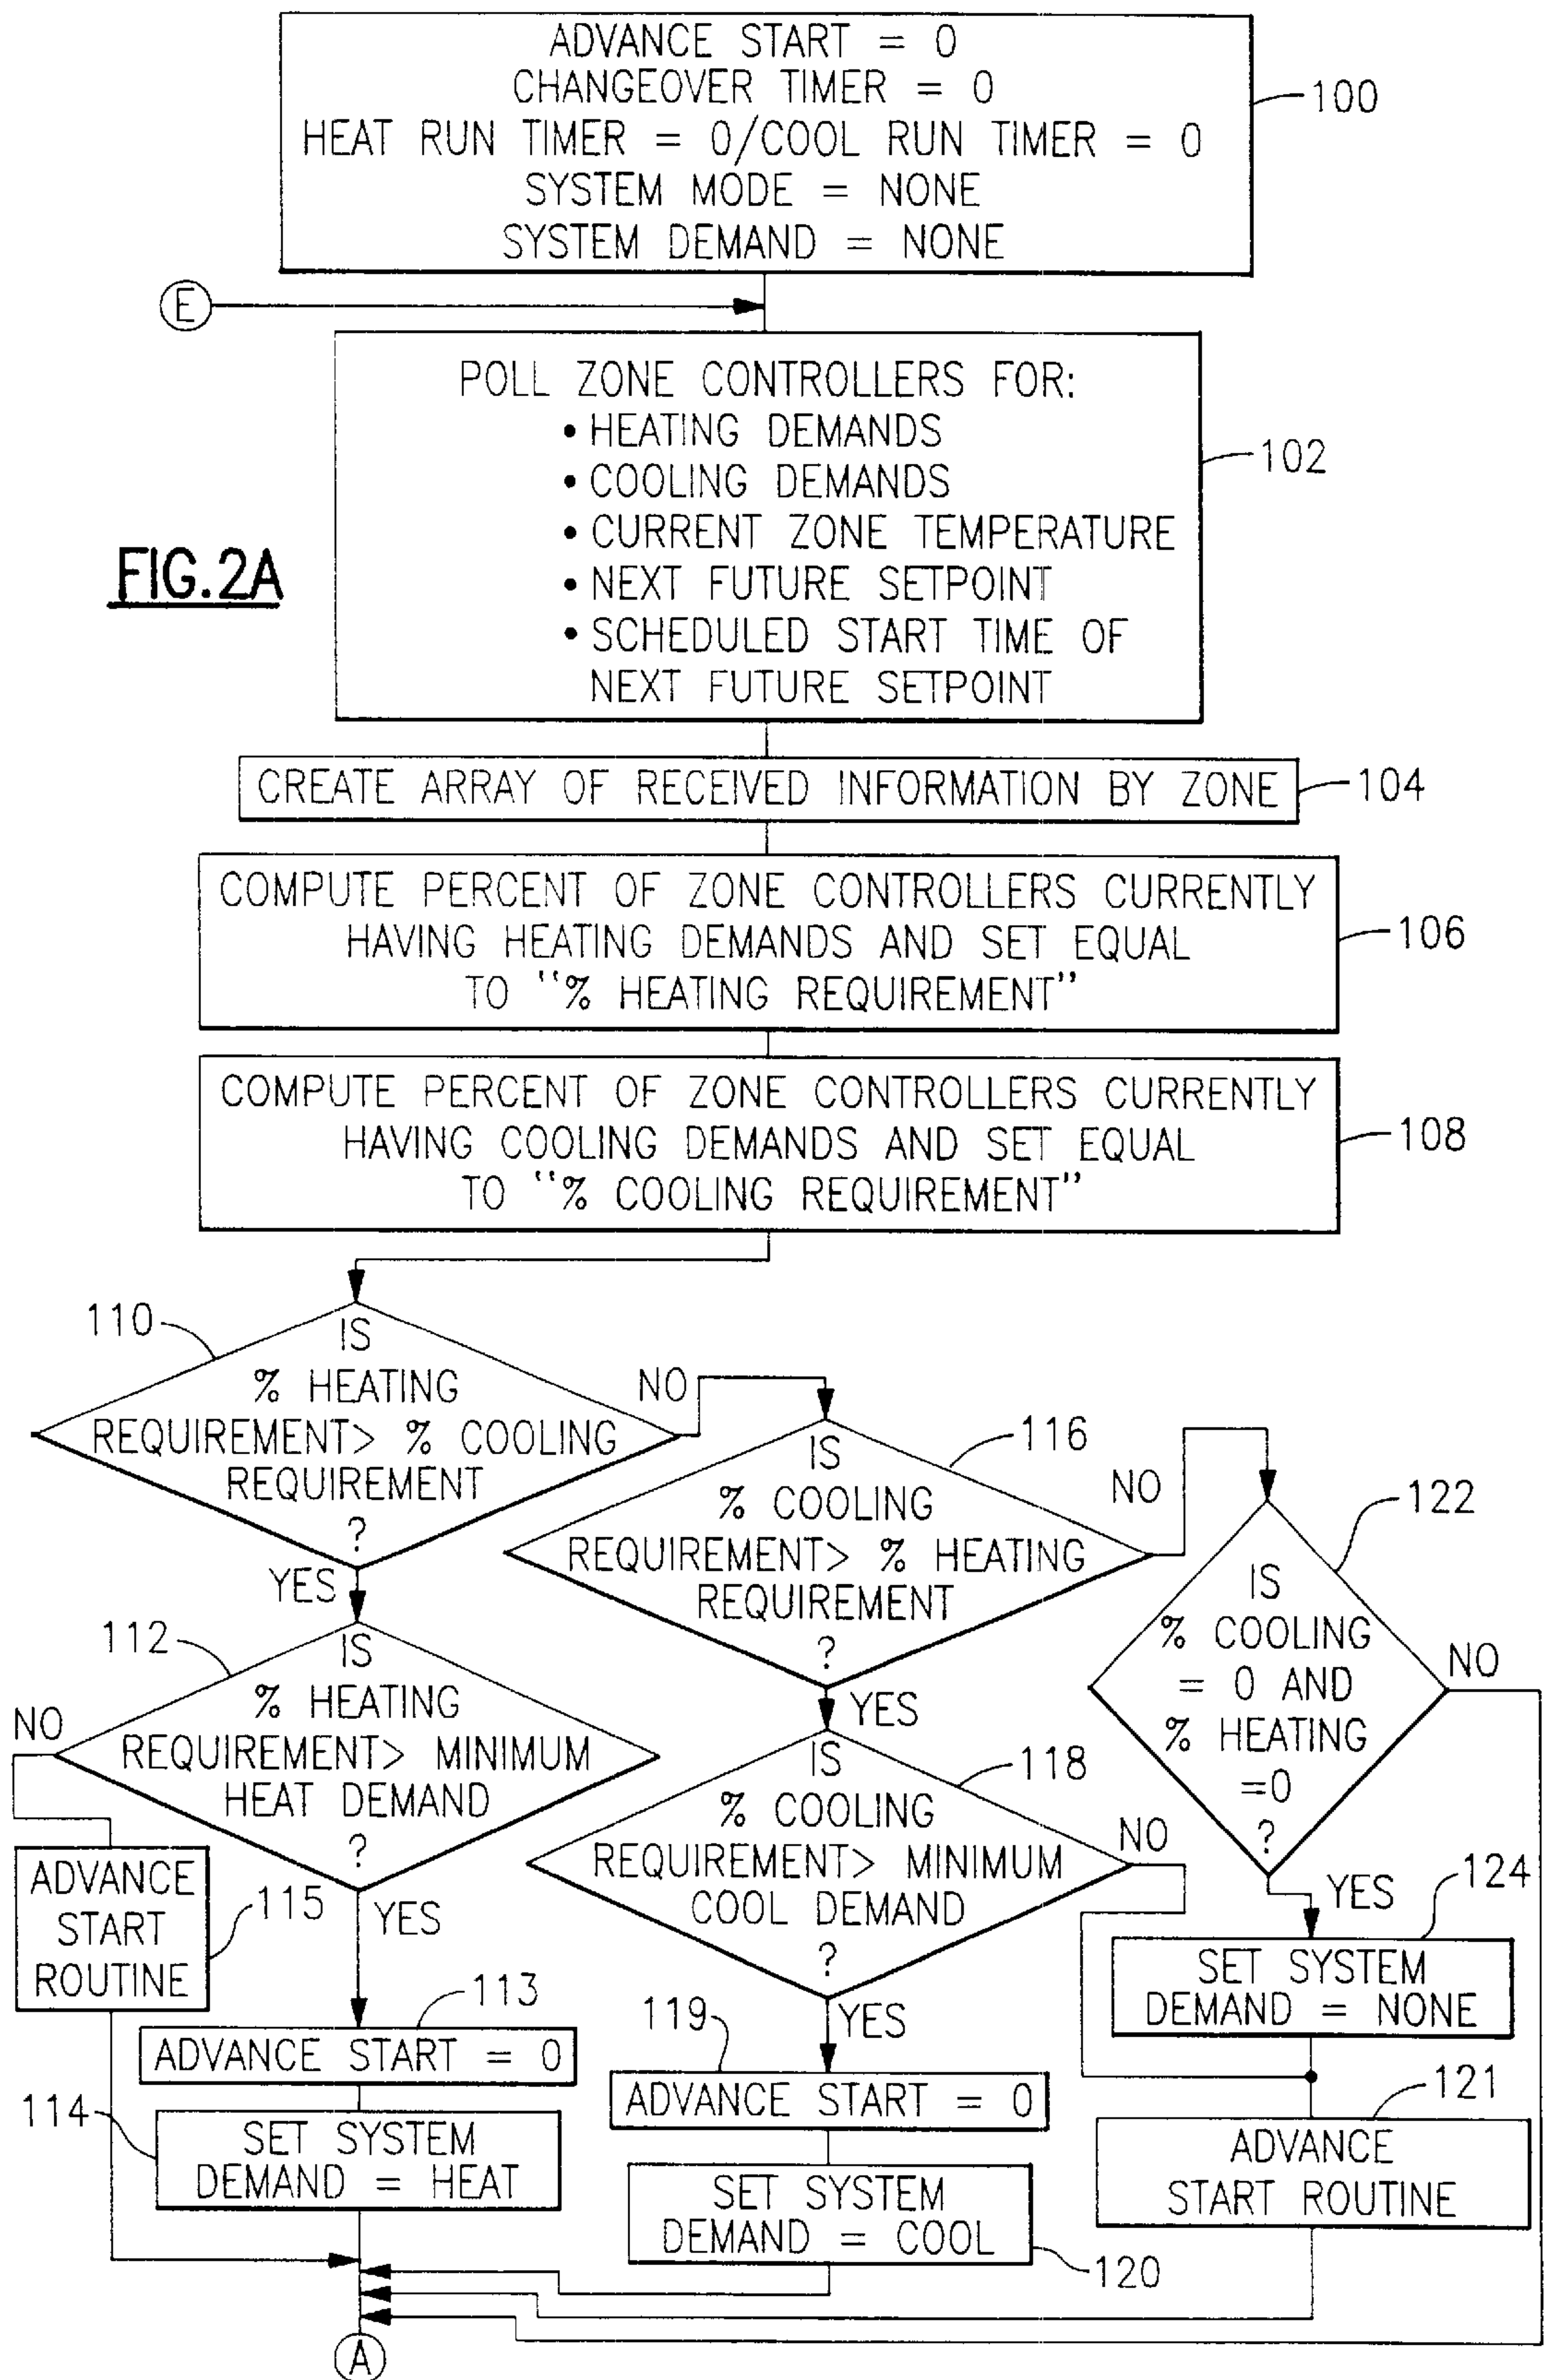 ADVANCE START = 0
CHANGEOVER TIMER = 0
HEAT RUN TIMER = 0/COOL RUN TIMER = 0
SYSTEM MODE = NONE
SYSTEM DEMAND = NONE
100
E
POLL ZONE CONTROLLERS FOR:
• HEATING DEMANDS
• COOLING DEMANDS
• CURRENT ZONE TEMPERATURE
• NEXT FUTURE SETPOINT
• SCHEDULED START TIME OF
NEXT FUTURE SETPOINT
102
FIG.2A
CREATE ARRAY OF RECEIVED INFORMATION BY ZONE
104
COMPUTE PERCENT OF ZONE CONTROLLERS CURRENTLY
HAVING HEATING DEMANDS AND SET EQUAL
TO "% HEATING REQUIREMENT"
106
COMPUTE PERCENT OF ZONE CONTROLLERS CURRENTLY
HAVING COOLING DEMANDS AND SET EQUAL
TO "% COOLING REQUIREMENT"
108
110
IS
% HEATING
REQUIREMENT> % COOLING
REQUIREMENT
?
NO
YES
116
IS
% COOLING
REQUIREMENT> % HEATING
REQUIREMENT
?
NO
YES
122
IS
% COOLING
= 0 AND
% HEATING
=0
?
NO
YES
112
IS
% HEATING
REQUIREMENT> MINIMUM
HEAT DEMAND
?
NO
YES
118
IS
% COOLING
REQUIREMENT> MINIMUM
COOL DEMAND
?
NO
YES
124
SET SYSTEM
DEMAND = NONE
ADVANCE
START
ROUTINE
115
113
ADVANCE START = 0
114
SET SYSTEM
DEMAND = HEAT
119
ADVANCE START = 0
SET SYSTEM
DEMAND = COOL
120
121
ADVANCE
START ROUTINE
A